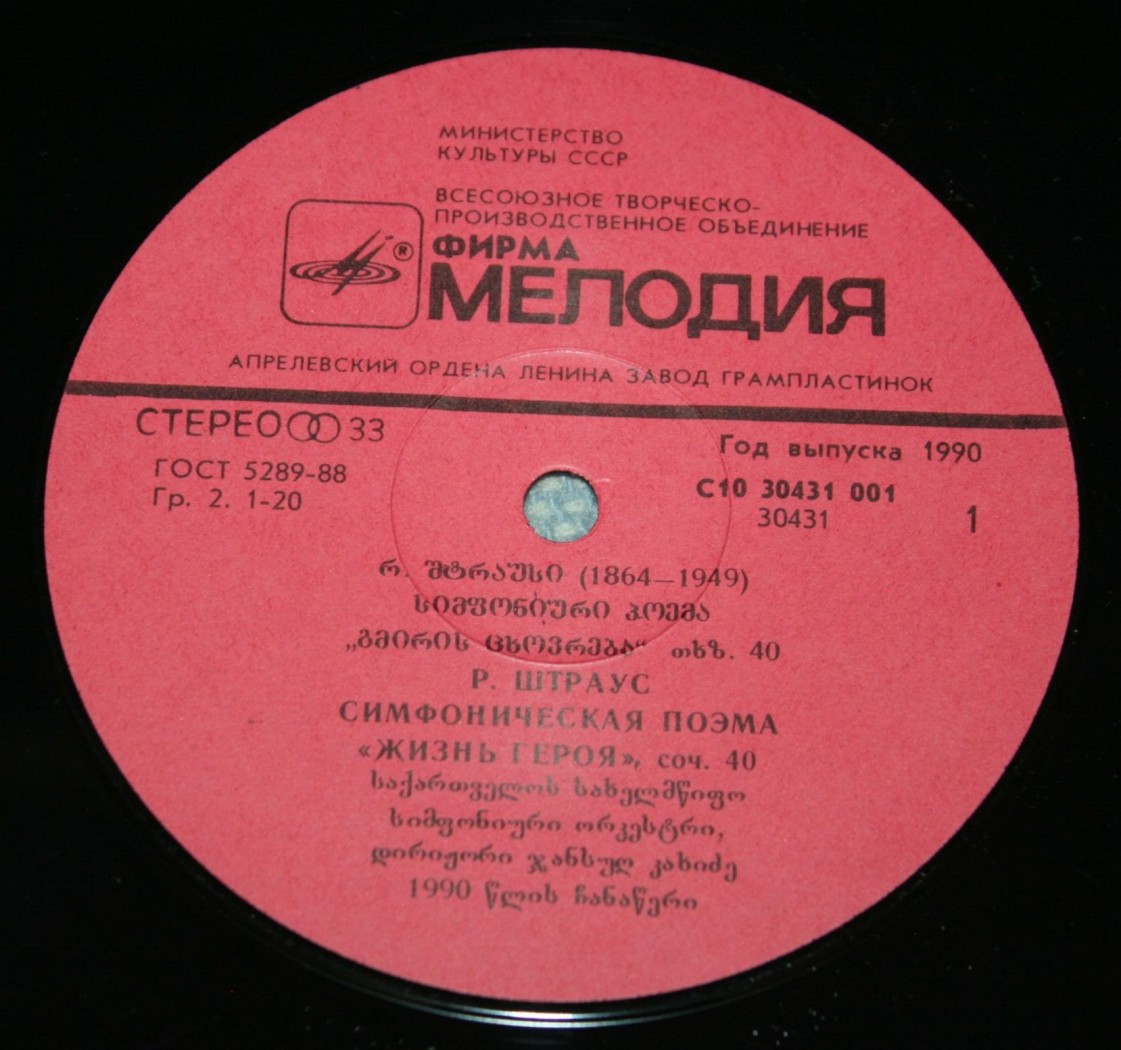 МИНИСТЕРСТВО
КУЛЬТУРЫ СССР
ВСЕСОЮЗНОЕ ТВОРЧЕСКО-
ПРОИЗВОДСТВЕННОЕ ОБЪЕДИНЕНИЕ
ФИРМА
®
МЕЛОДИЯ
АПРЕЛЕВСКИЙ ОРДЕНА ЛЕНИНА ЗАВОД ГРАМПЛАСТИНОК
СТЕРЕО 33
Год выпуска 1990
ГОСТ 5289-88
С10 30431 001
Гр. 2. 1-20
30431
1
რ. შტრაუსი (1864—1949)
სიმფონიური პოემა
„გმირის ცხოვრება“ თხზ. 40
Р. ШТРАУС
СИМФОНИЧЕСКАЯ ПОЭМА
«ЖИЗНЬ ГЕРОЯ», соч. 40
საქართველოს სახელმწიფო
სიმფონიური ორკესტრი,
დირიჟორი ჯანსუღ კახიძე
1990 წლის ჩანაწერი